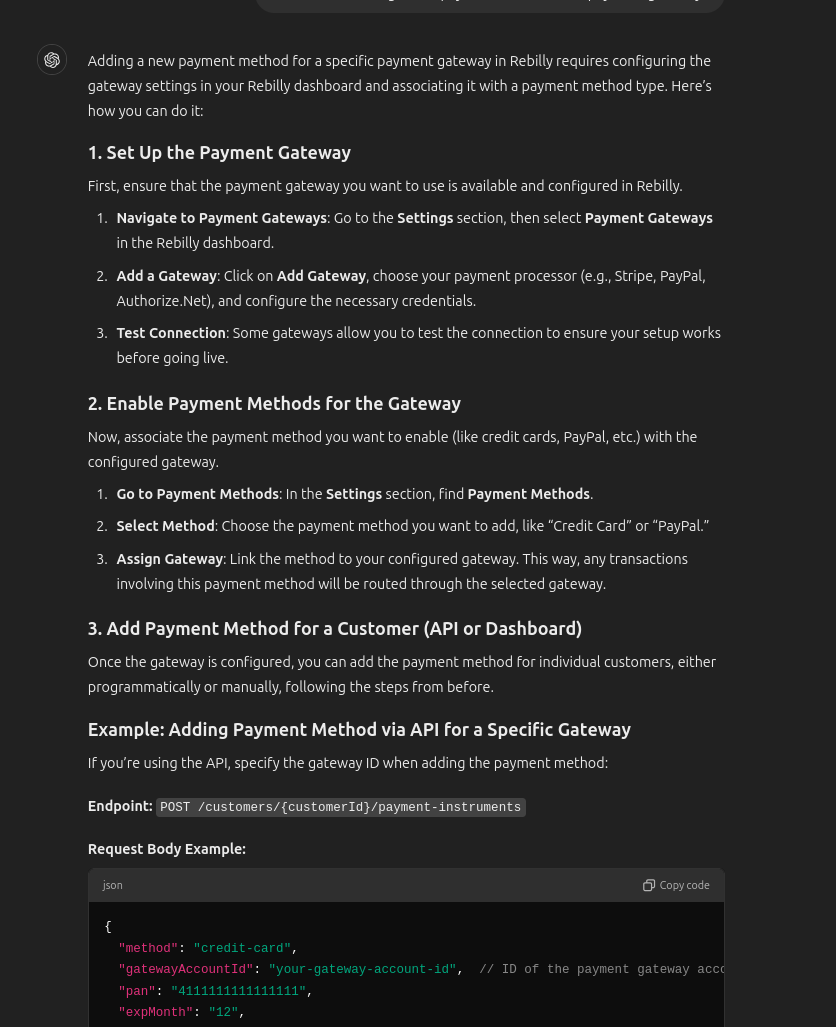 Adding a new payment method for a specific payment gateway in Rebilly requires configuring the
gateway settings in your Rebilly dashboard and associating it with a payment method type. Here’s
how you can do it:
1. Set Up the Payment Gateway
First, ensure that the payment gateway you want to use is available and configured in Rebilly.
1. Navigate to Payment Gateways: Go to the Settings section, then select Payment Gateways
in the Rebilly dashboard.
2. Add a Gateway: Click on Add Gateway, choose your payment processor (e.g., Stripe, PayPal,
Authorize.Net), and configure the necessary credentials.
3. Test Connection: Some gateways allow you to test the connection to ensure your setup works
before going live.
2. Enable Payment Methods for the Gateway
Now, associate the payment method you want to enable (like credit cards, PayPal, etc.) with the
configured gateway.
1. Go to Payment Methods: In the Settings section, find Payment Methods.
2. Select Method: Choose the payment method you want to add, like “Credit Card” or “PayPal.”
3. Assign Gateway: Link the method to your configured gateway. This way, any transactions
involving this payment method will be routed through the selected gateway.
3. Add Payment Method for a Customer (API or Dashboard)
Once the gateway is configured, you can add the payment method for individual customers, either
programmatically or manually, following the steps from before.
Example: Adding Payment Method via API for a Specific Gateway
If you’re using the API, specify the gateway ID when adding the payment method:
Endpoint: POST /customers/{customerId}/payment-instruments
Request Body Example:
json Copy code
{
"method": "credit-card",
"gatewayAccountId": "your-gateway-account-id", // ID of the payment gateway acco
"pan": "4111111111111111",
"expMonth": "12",